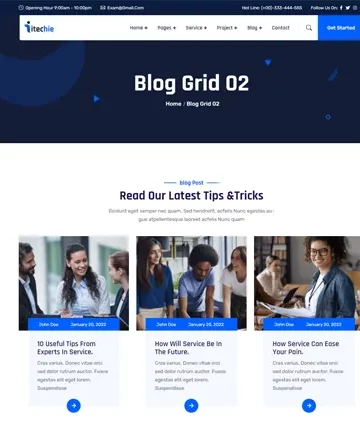 Opening Hour 9:00am - 10:00pm
Exam@Gmail.Com
Hot Line: (+00)-333-444-555
Follow Us On:
itechie
Home
Pages
Service
Project
Blog
Contact
Get Started
Blog Grid 02
Home / Blog Grid 02
blog Post
Read Our Latest Tips &Tricks
Eiciunt eget semper nec quam. Sed hendrerit, acfelis Nunc egestas au-
gue atpellentesque laoreet acfelis Nunc quam
John Doe
January 20, 2022
10 Useful Tips From
Experts In Service.
Cras varius. Donec vitae orsi
sed dolar rutrum auctor.
Fusce egestas elit eget lorem.
Suspendisse
John Doe
January 20, 2022
How Will Service Be In
The Future.
Cras varius. Donec vitae orsi
sed dolar rutrum auctor.
Fusce egestas elit eget lorem.
Suspendisse
John Doe
January 20, 2022
How Service Can Ease
Your Pain.
Cras varius. Donec vitae orsi
sed dolar rutrum auctor.
Fusce egestas elit eget lorem.
Suspendisse